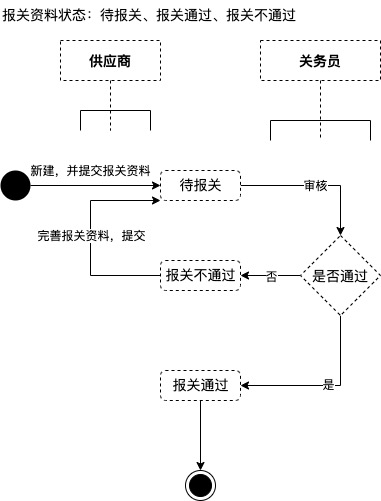 报关资料状态：待报关、报关通过、报关不通过
供应商
关务员
新建，并提交报关资料
待报关
审核
完善报关资料，提交
报关不通过
否
是否通过
报关通过
是